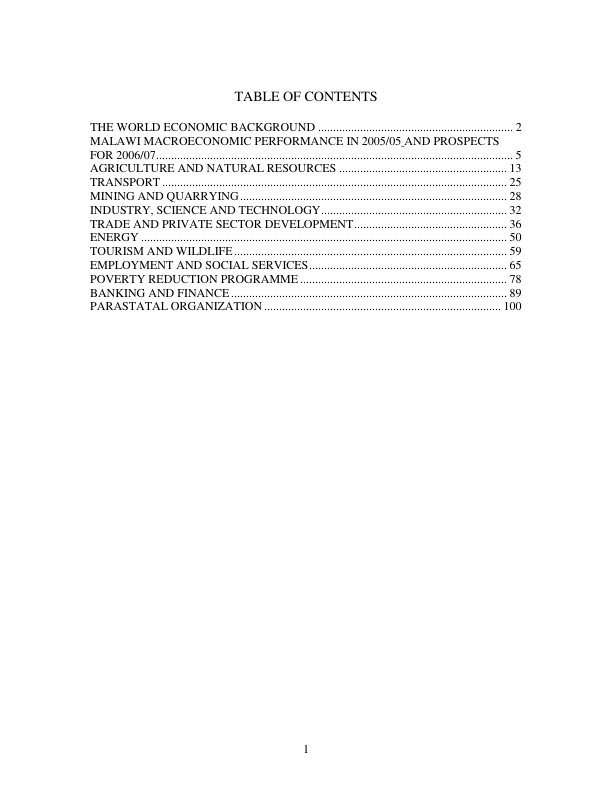 TABLE OF CONTENTS
THE WORLD ECONOMIC BACKGROUND ................................................................. 2
MALAWI MACROECONOMIC PERFORMANCE IN 2005/05 AND PROSPECTS
FOR 2006/07....................................................................................................................... 5
AGRICULTURE AND NATURAL RESOURCES ........................................................ 13
TRANSPORT ................................................................................................................... 25
MINING AND QUARRYING......................................................................................... 28
INDUSTRY, SCIENCE AND TECHNOLOGY.............................................................. 32
TRADE AND PRIVATE SECTOR DEVELOPMENT................................................... 36
ENERGY .......................................................................................................................... 50
TOURISM AND WILDLIFE........................................................................................... 59
EMPLOYMENT AND SOCIAL SERVICES.................................................................. 65
POVERTY REDUCTION PROGRAMME ..................................................................... 78
BANKING AND FINANCE ............................................................................................ 89
PARASTATAL ORGANIZATION ............................................................................... 100
1